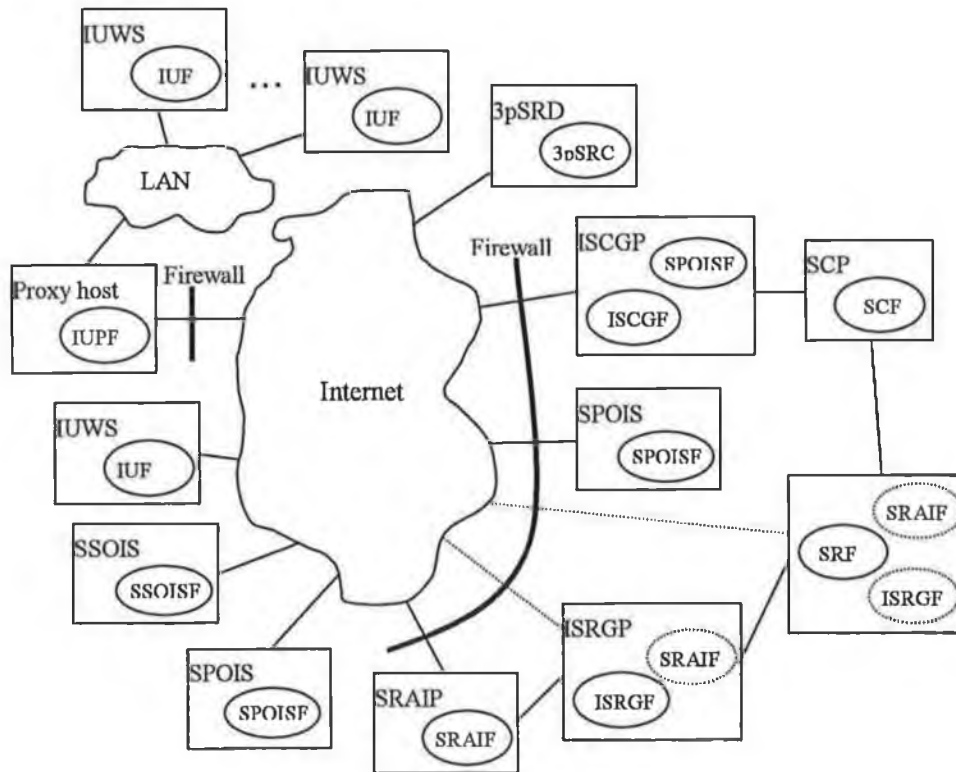 IUWS
IUF
...
IUWS
IUF
3pSRD
3pSRC
LAN
Proxy host
IUPF
Firewall
Firewall
ISCGP
SPOISF
ISCGF
SCP
SCF
Internet
IUWS
IUF
SPOIS
SPOISF
SSOIS
SSOISF
SRAIF
SRF
ISRGF
SPOIS
SPOISF
SRAIP
SRAIF
ISRGP
SRAIF
ISRGF